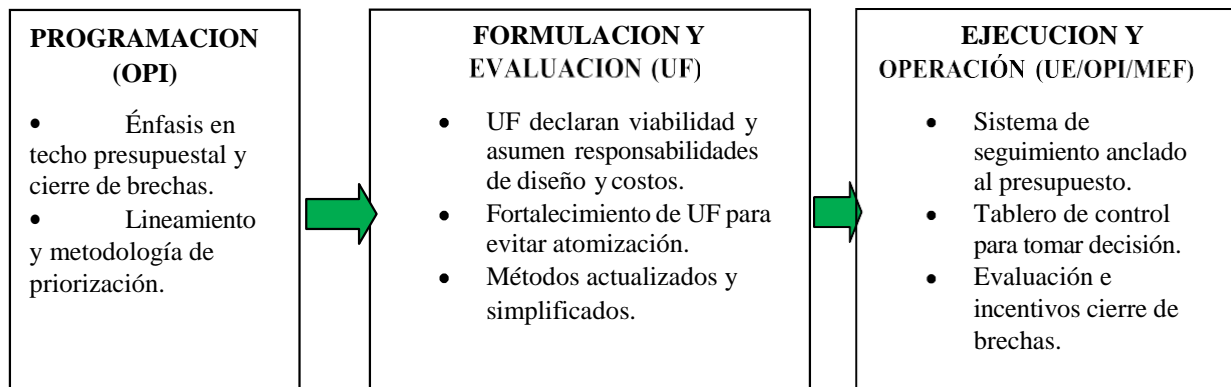 PROGRAMACION
(OPI)
• Énfasis en
techo presupuestal y
cierre de brechas.
• Lineamiento
y metodología de
priorización.
FORMULACION Y
EVALUACION (UF)
• UF declaran viabilidad y
asumen responsabilidades
de diseño y costos.
• Fortalecimiento de UF para
evitar atomización.
• Métodos actualizados y
simplificados.
EJECUCION Y
OPERACIÓN (UE/OPI/MEF)
• Sistema de
seguimiento anclado
al presupuesto.
• Tablero de control
para tomar decisión.
• Evaluación e
incentivos cierre de
brechas.